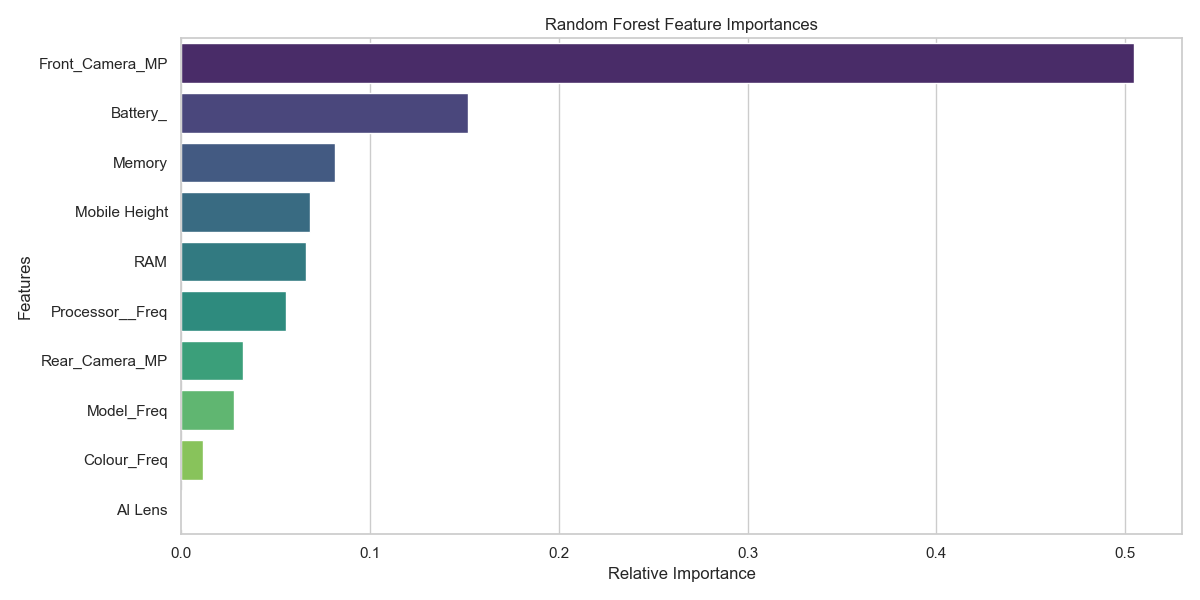 Random Forest Feature Importances
Front_Camera_MP
Battery_
Memory
Mobile Height
RAM
Processor__Freq
Rear_Camera_MP
Model_Freq
Colour_Freq
AI Lens
Features
0.0 0.1 0.2 0.3 0.4 0.5
Relative Importance